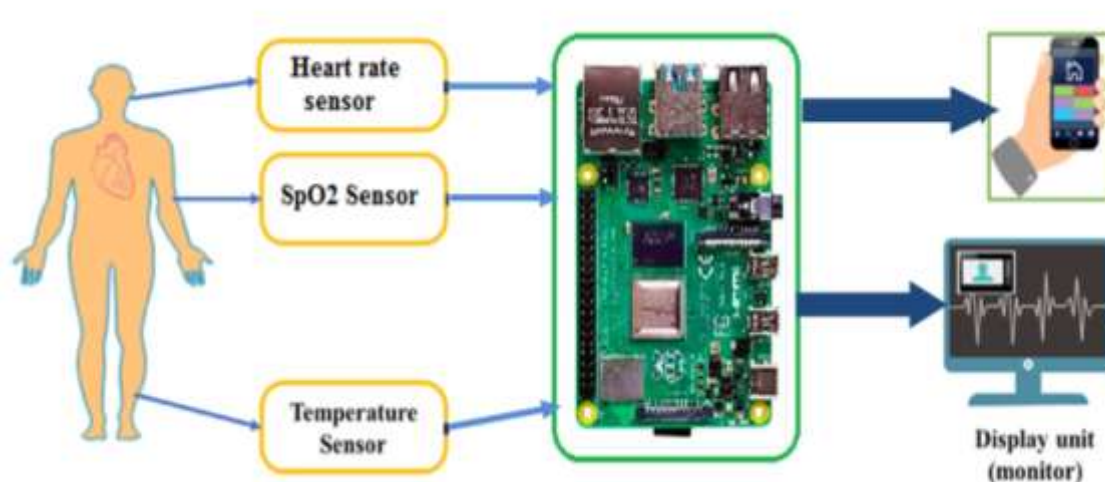 Heart rate
sensor
SpO2 Sensor
Temperature
Sensor
Display unit
(monitor)